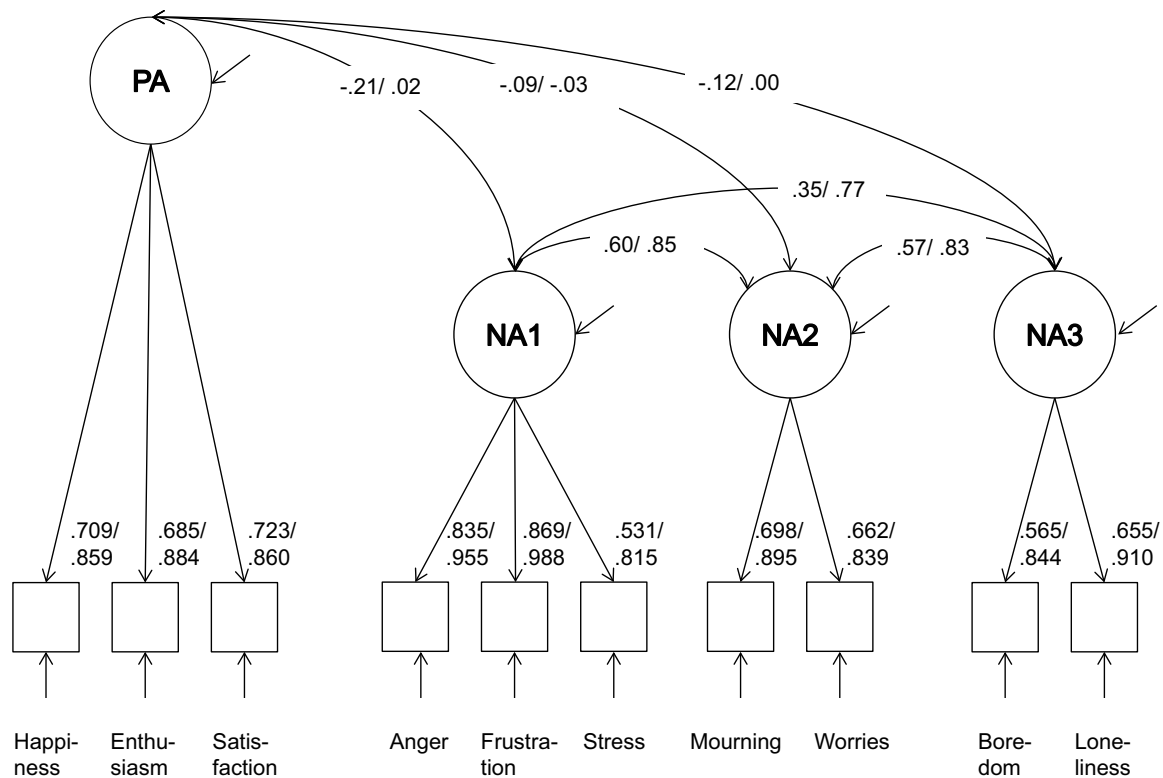 PA
-.21/ .02
-.09/ -.03
-.12/ .00
.35/ .77
.60/ .85
.57/ .83
NA1
NA2
NA3
.709/
.859
.685/
.884
.723/
.860
.835/
.955
.869/
.988
.531/
.815
.698/
.895
.662/
.839
.565/
.844
.655/
.910
Happi-
ness
Enthu-
siasm
Satis-
faction
Anger
Frustra-
tion
Stress
Mourning
Worries
Bore-
dom
Lone-
liness